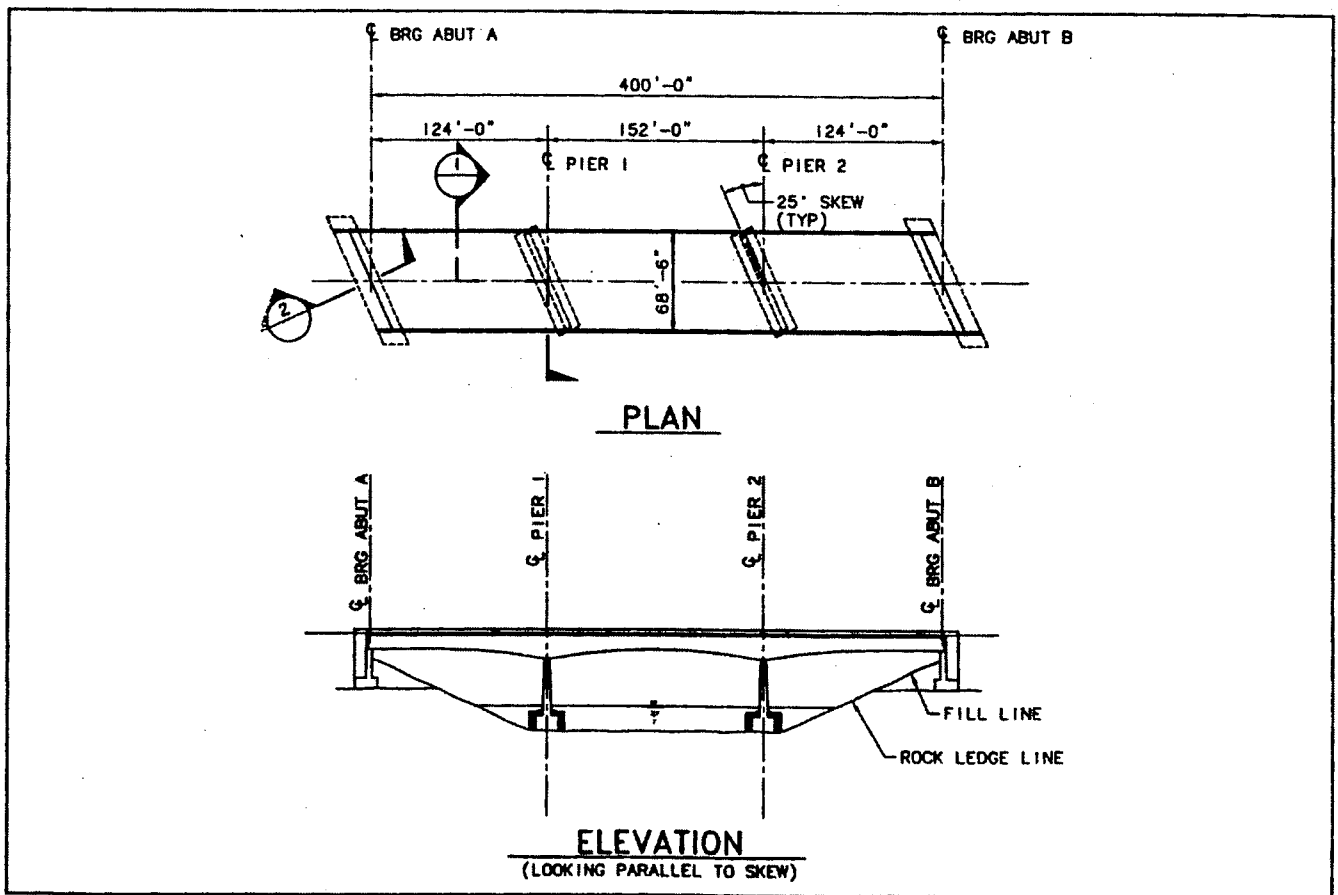 ℄ BRG ABUT A
℄ BRG ABUT B
400'-0"
124'-0"
152'-0"
124'-0"
1
℄ PIER 1
℄ PIER 2
25' SKEW
(TYP)
68'-6"
2
PLAN
℄ BRG ABUT A
℄ PIER 1
℄ PIER 2
℄ BRG ABUT B
FILL LINE
ROCK LEDGE LINE
ELEVATION
(LOOKING PARALLEL TO SKEW)